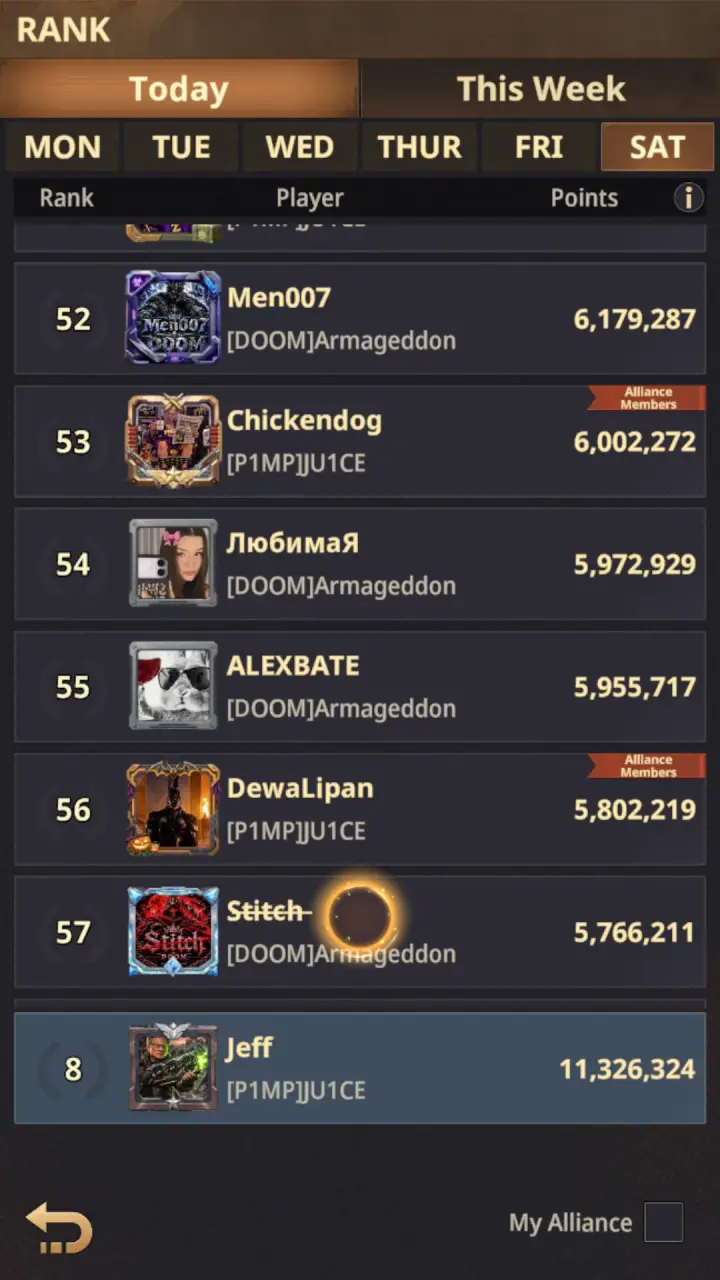 RANK
Today
This Week
MON
TUE
WED
THUR
FRI
SAT
Rank
Player
Points
52
Men007
[DOOM]Armageddon
6,179,287
Men007
DOOM
53
Chickendog
[P1MP]JU1CE
Alliance
Members
6,002,272
54
ЛюбимаЯ
[DOOM]Armageddon
5,972,929
55
ALEXBATE
[DOOM]Armageddon
5,955,717
56
DewaLipan
[P1MP]JU1CE
Alliance
Members
5,802,219
57
Stitch
Stitch
[DOOM]Armageddon
5,766,211
8
Jeff
[P1MP]JU1CE
11,326,324
My Alliance